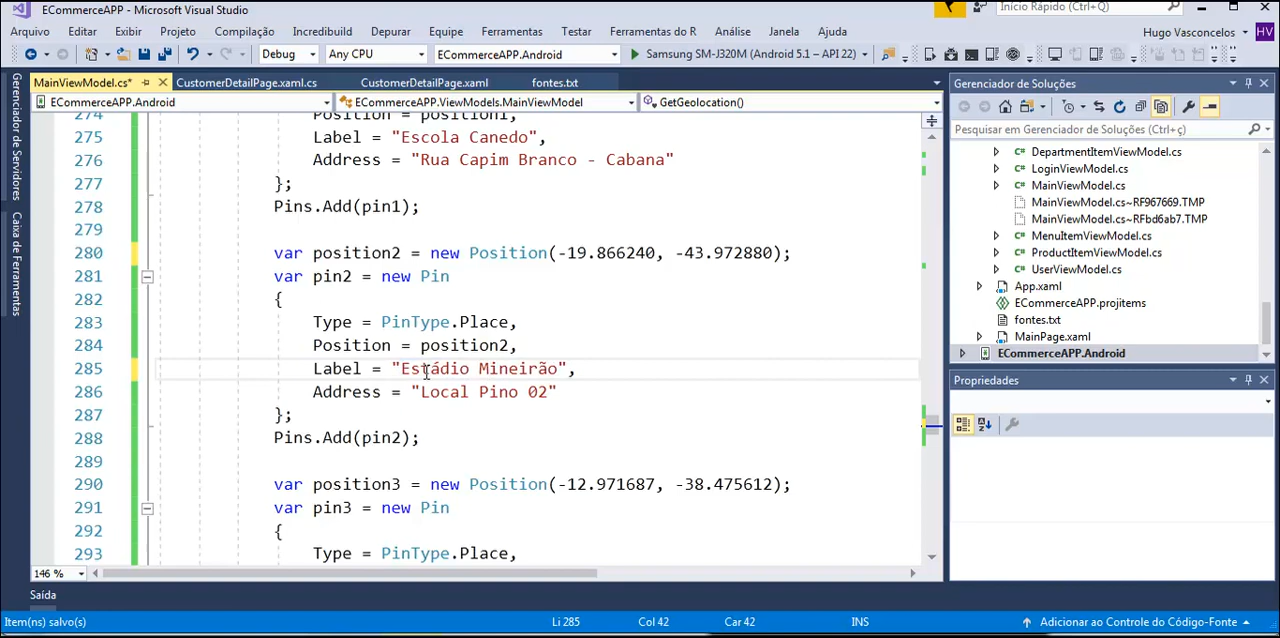 ECommerceAPP - Microsoft Visual Studio
Início Rápido (Ctrl+Q)
Arquivo Editar Exibir Projeto Compilação Incredibuild Depurar Equipe Ferramentas Testar Ferramentas do R Análise Janela Ajuda Hugo Vasconcelos HV
Debug Any CPU ECommerceAPP.Android Samsung SM-J320M (Android 5.1 - API 22)
Gerenciador de Servidores
Caixa de Ferramentas
MainViewModel.cs* CustomerDetailPage.xaml.cs CustomerDetailPage.xaml fontes.txt
ECommerceAPP.Android ECommerceAPP.ViewModels.MainViewModel GetGeolocation()
274 Position = position1,
275 Label = "Escola Canedo",
276 Address = "Rua Capim Branco - Cabana"
277 };
278 Pins.Add(pin1);
279
280 var position2 = new Position(-19.866240, -43.972880);
281 var pin2 = new Pin
282 {
283 Type = PinType.Place,
284 Position = position2,
285 Label = "Estádio Mineirão",
286 Address = "Local Pino 02"
287 };
288 Pins.Add(pin2);
289
290 var position3 = new Position(-12.971687, -38.475612);
291 var pin3 = new Pin
292 {
293 Type = PinType.Place,
146 %
Gerenciador de Soluções
Pesquisar em Gerenciador de Soluções (Ctrl+ç)
C# DepartmentItemViewModel.cs
C# LoginViewModel.cs
C# MainViewModel.cs
MainViewModel.cs~RF967669.TMP
MainViewModel.cs~RFbd6ab7.TMP
C# MenuItemViewModel.cs
C# ProductItemViewModel.cs
C# UserViewModel.cs
App.xaml
ECommerceAPP.projitems
fontes.txt
MainPage.xaml
ECommerceAPP.Android
Propriedades
Saída
Item(ns) salvo(s) Li 285 Col 42 Car 42 INS Adicionar ao Controle do Código-Fonte